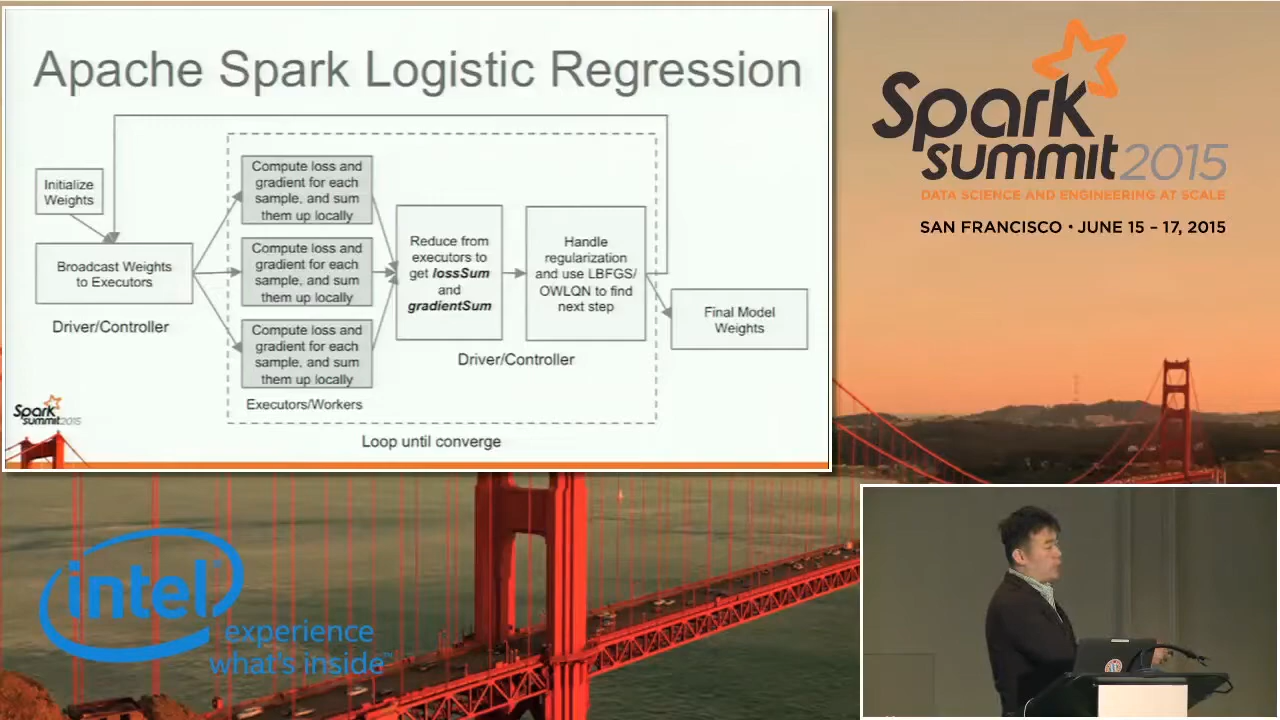 Apache Spark Logistic Regression
Initialize
Weights
Broadcast Weights
to Executors
Driver/Controller
Compute loss and
gradient for each
sample, and sum
them up locally
Compute loss and
gradient for each
sample, and sum
them up locally
Compute loss and
gradient for each
sample, and sum
them up locally
Executors/Workers
Reduce from
executors to
get lossSum
and
gradientSum
Handle
regularization
and use LBFGS/
OWLQN to find
next step
Driver/Controller
Final Model
Weights
Loop until converge
Spark
summit2015
Spark
summit 2015
DATA SCIENCE AND ENGINEERING AT SCALE
SAN FRANCISCO • JUNE 15 – 17, 2015
intel®
experience
what's inside™